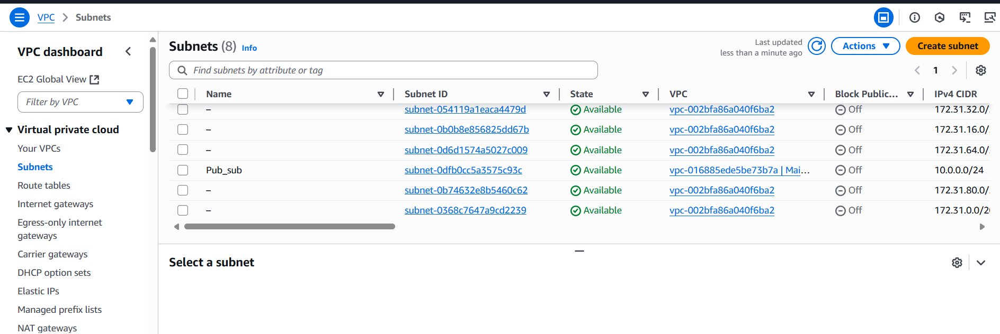 VPC > Subnets
VPC dashboard
EC2 Global View
Filter by VPC
Virtual private cloud
Your VPCs
Subnets
Route tables
Internet gateways
Egress-only internet
gateways
Carrier gateways
DHCP option sets
Elastic IPs
Managed prefix lists
NAT gateways
Subnets (8) Info
Last updated
less than a minute ago
Actions
Create subnet
Find subnets by attribute or tag
1
Name Subnet ID State VPC Block Public... IPv4 CIDR
– subnet-054119a1eaca4479d Available vpc-002bfa86a040f6ba2 Off 172.31.32.0/
– subnet-0b0b8e856825dd67b Available vpc-002bfa86a040f6ba2 Off 172.31.16.0/
– subnet-0d6d1574a5027c009 Available vpc-002bfa86a040f6ba2 Off 172.31.64.0/
Pub_sub subnet-0dfb0cc5a3575c93c Available vpc-016885ede5be73b7a | Mai... Off 10.0.0.0/24
– subnet-0b74632e8b5460c62 Available vpc-002bfa86a040f6ba2 Off 172.31.80.0/
– subnet-0368c7647a9cd2239 Available vpc-002bfa86a040f6ba2 Off 172.31.0.0/2
Select a subnet